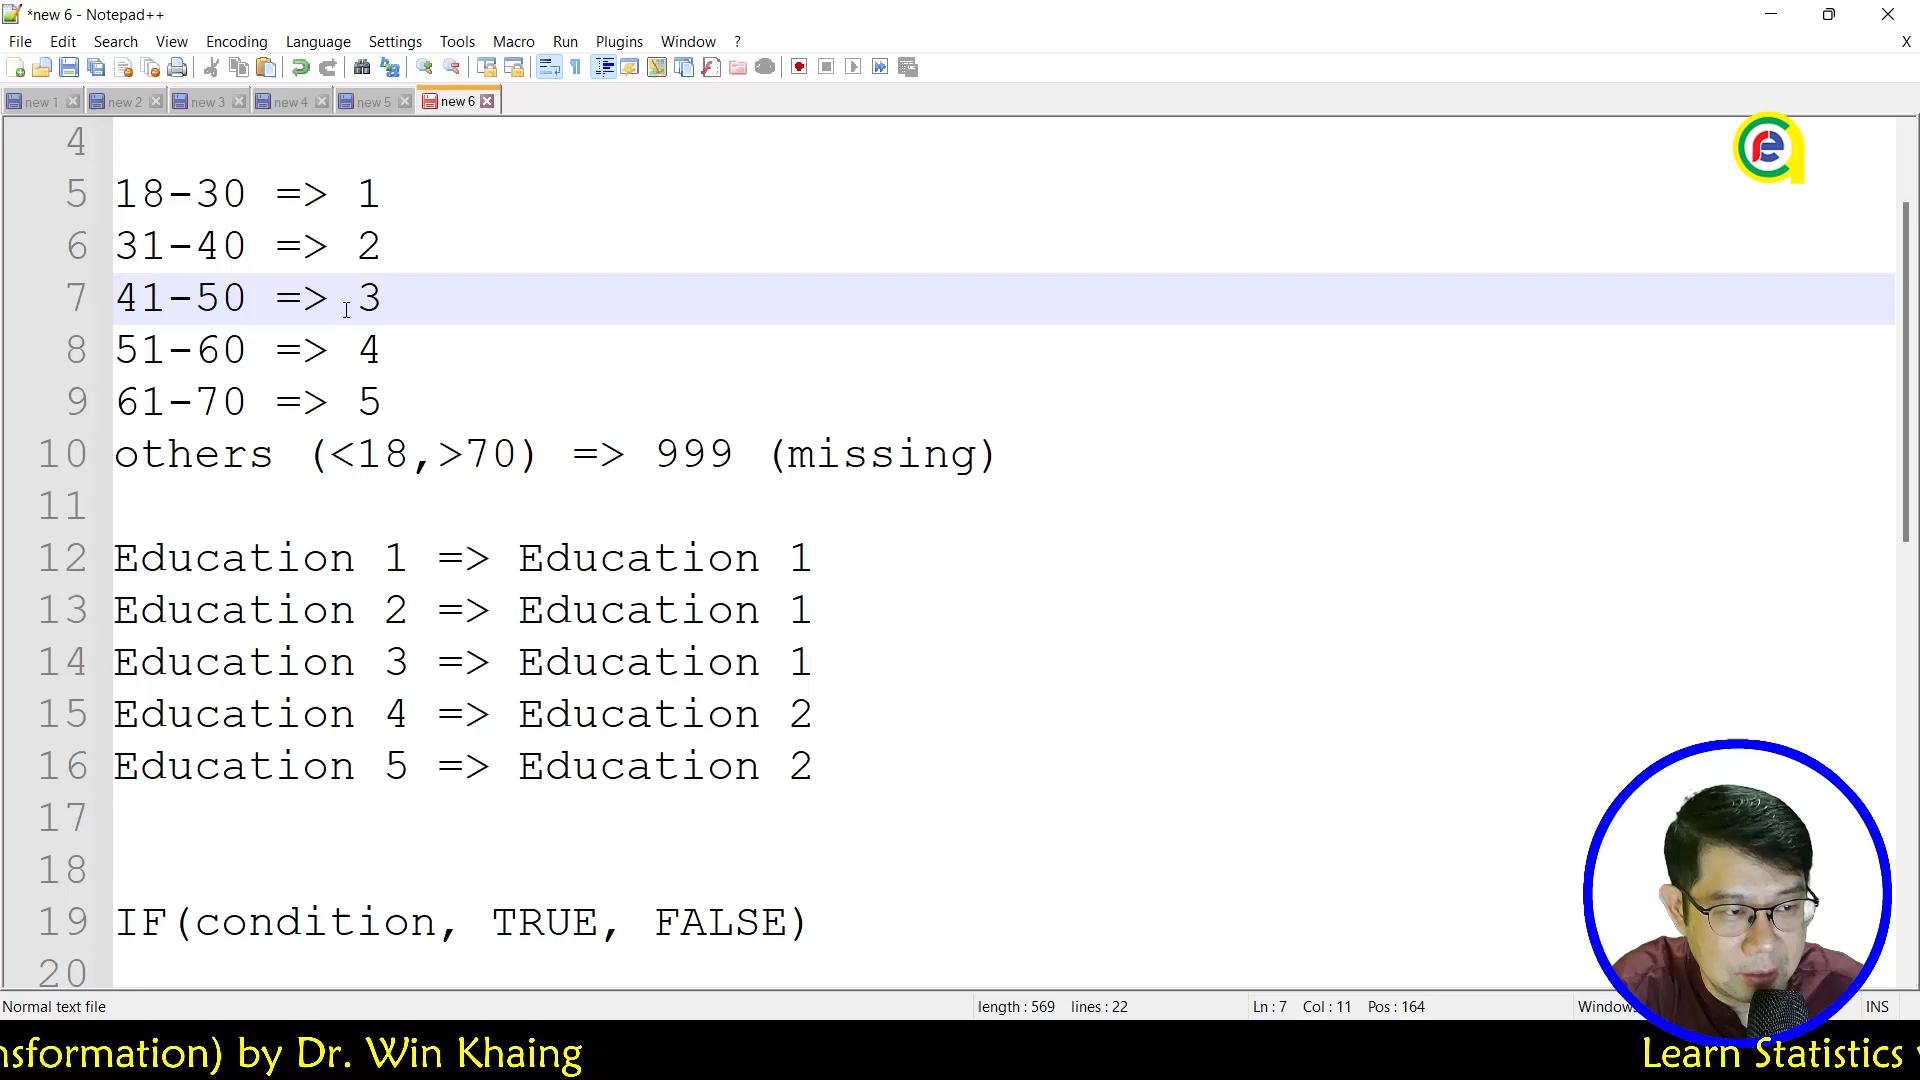 *new 6 - Notepad++
File Edit Search View Encoding Language Settings Tools Macro Run Plugins Window ? X
new 1 new 2 new 3 new 4 new 5 new 6
4
5 18-30 => 1
6 31-40 => 2
7 41-50 => 3
8 51-60 => 4
9 61-70 => 5
10 others (<18,>70) => 999 (missing)
11
12 Education 1 => Education 1
13 Education 2 => Education 1
14 Education 3 => Education 1
15 Education 4 => Education 2
16 Education 5 => Education 2
17
18
19 IF(condition, TRUE, FALSE)
20
Normal text file length : 569 lines : 22 Ln : 7 Col : 11 Pos : 164 Window INS
nsformation) by Dr. Win Khaing Learn Statistics